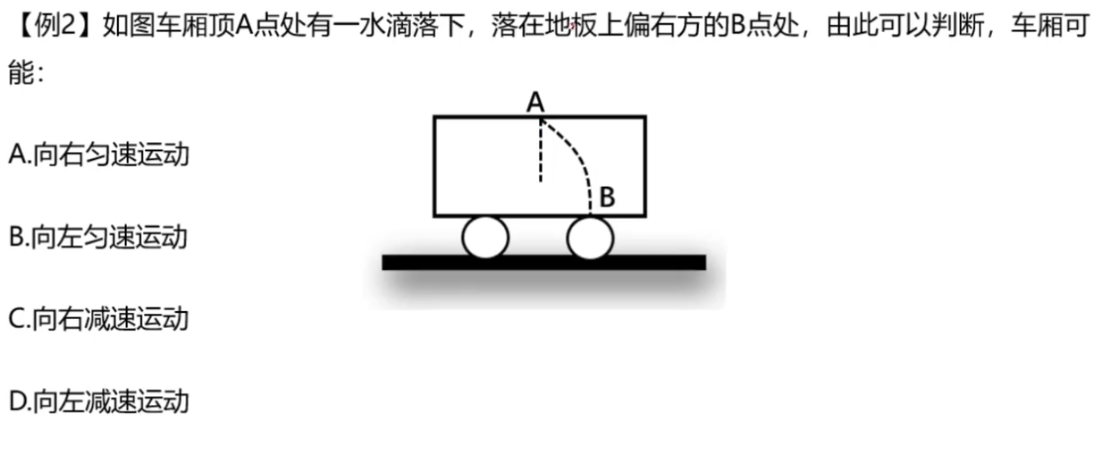 【例2】如图车厢顶A点处有一水滴落下，落在地板上偏右方的B点处，由此可以判断，车厢可
能：
A
A.向右匀速运动
B
B.向左匀速运动
C.向右减速运动
D.向左减速运动